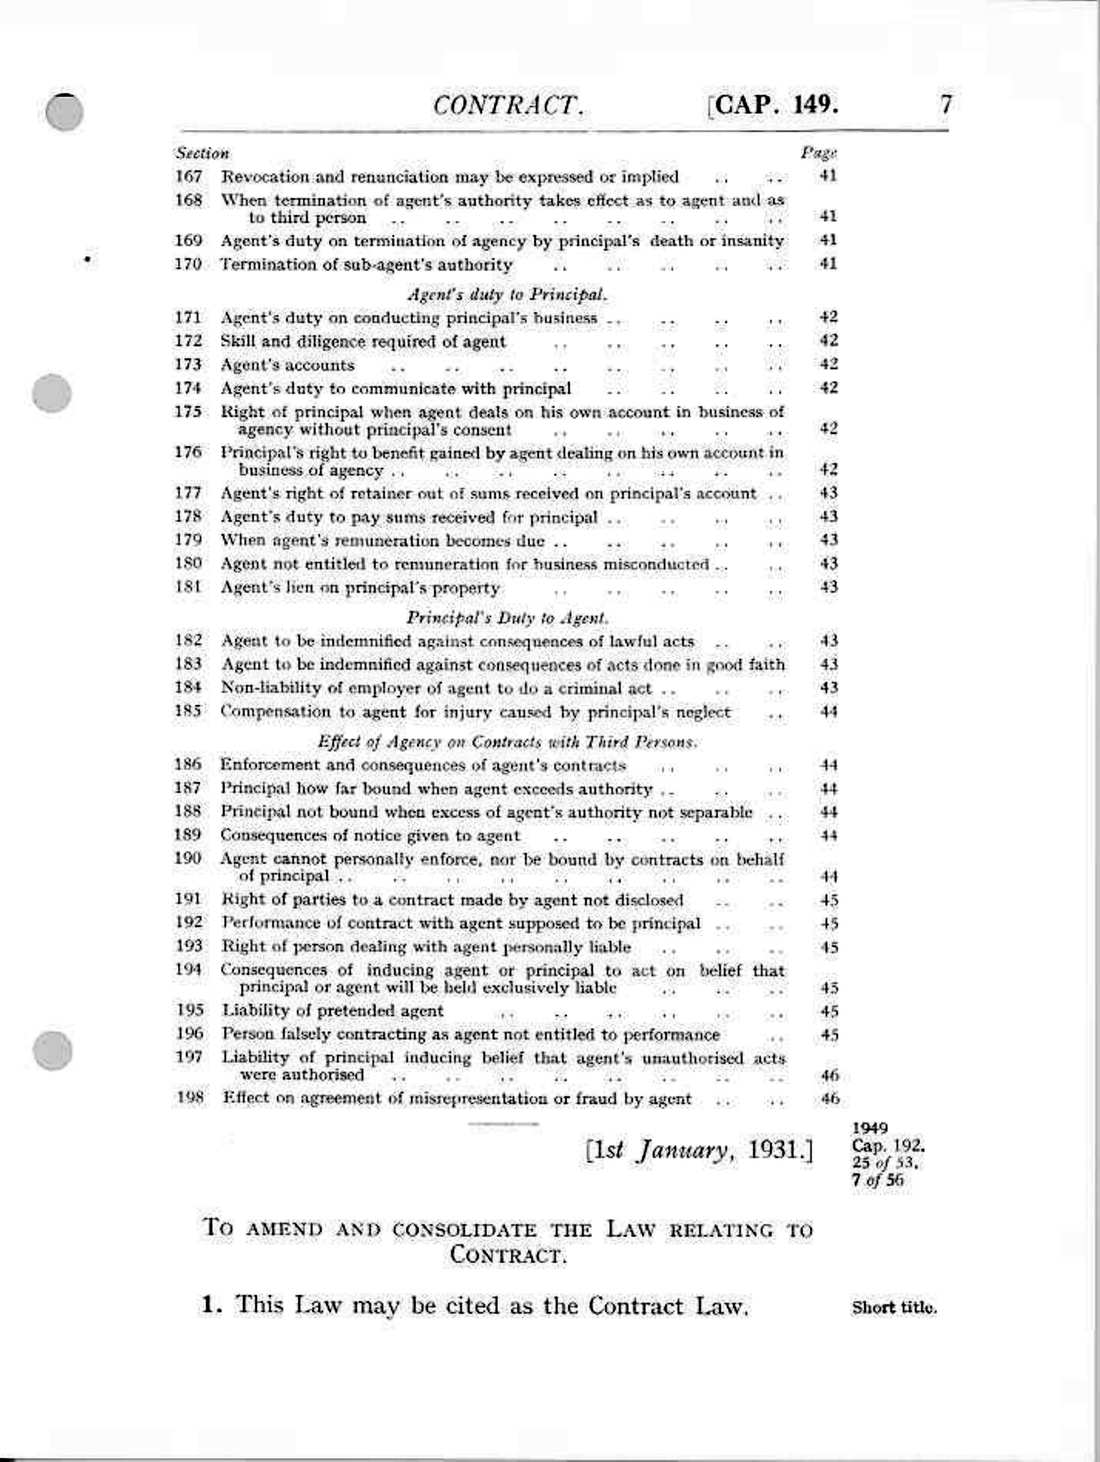 CONTRACT. [CAP. 149. 7
Section Page
167 Revocation and renunciation may be expressed or implied .. .. 41
168 When termination of agent's authority takes effect as to agent and as
to third person .. .. .. .. .. .. .. .. 41
169 Agent's duty on termination of agency by principal's death or insanity 41
170 Termination of sub-agent's authority .. .. .. .. .. 41
Agent's duty to Principal.
171 Agent's duty on conducting principal's business .. .. .. .. 42
172 Skill and diligence required of agent .. .. .. .. .. 42
173 Agent's accounts .. .. .. .. .. .. .. .. 42
174 Agent's duty to communicate with principal .. .. .. .. 42
175 Right of principal when agent deals on his own account in business of
agency without principal's consent .. .. .. .. .. 42
176 Principal's right to benefit gained by agent dealing on his own account in
business of agency .. .. .. .. .. .. .. .. 42
177 Agent's right of retainer out of sums received on principal's account .. 43
178 Agent's duty to pay sums received for principal .. .. .. .. 43
179 When agent's remuneration becomes due .. .. .. .. .. 43
180 Agent not entitled to remuneration for business misconducted .. .. 43
181 Agent's lien on principal's property .. .. .. .. .. 43
Principal's Duty to Agent.
182 Agent to be indemnified against consequences of lawful acts .. .. 43
183 Agent to be indemnified against consequences of acts done in good faith 43
184 Non-liability of employer of agent to do a criminal act .. .. .. 43
185 Compensation to agent for injury caused by principal's neglect .. 44
Effect of Agency on Contracts with Third Persons.
186 Enforcement and consequences of agent's contracts .. .. .. 44
187 Principal how far bound when agent exceeds authority .. .. .. 44
188 Principal not bound when excess of agent's authority not separable .. 44
189 Consequences of notice given to agent .. .. .. .. .. 44
190 Agent cannot personally enforce, nor be bound by contracts on behalf
of principal .. .. .. .. .. .. .. .. .. 44
191 Right of parties to a contract made by agent not disclosed .. .. 45
192 Performance of contract with agent supposed to be principal .. .. 45
193 Right of person dealing with agent personally liable .. .. .. 45
194 Consequences of inducing agent or principal to act on belief that
principal or agent will be held exclusively liable .. .. .. 45
195 Liability of pretended agent .. .. .. .. .. .. 45
196 Person falsely contracting as agent not entitled to performance .. 45
197 Liability of principal inducing belief that agent's unauthorised acts
were authorised .. .. .. .. .. .. .. .. 46
198 Effect on agreement of misrepresentation or fraud by agent .. .. 46
1949
[1st January, 1931.] Cap. 192.
25 of 53.
7 of 56
TO AMEND AND CONSOLIDATE THE LAW RELATING TO
CONTRACT.
1. This Law may be cited as the Contract Law. Short title.